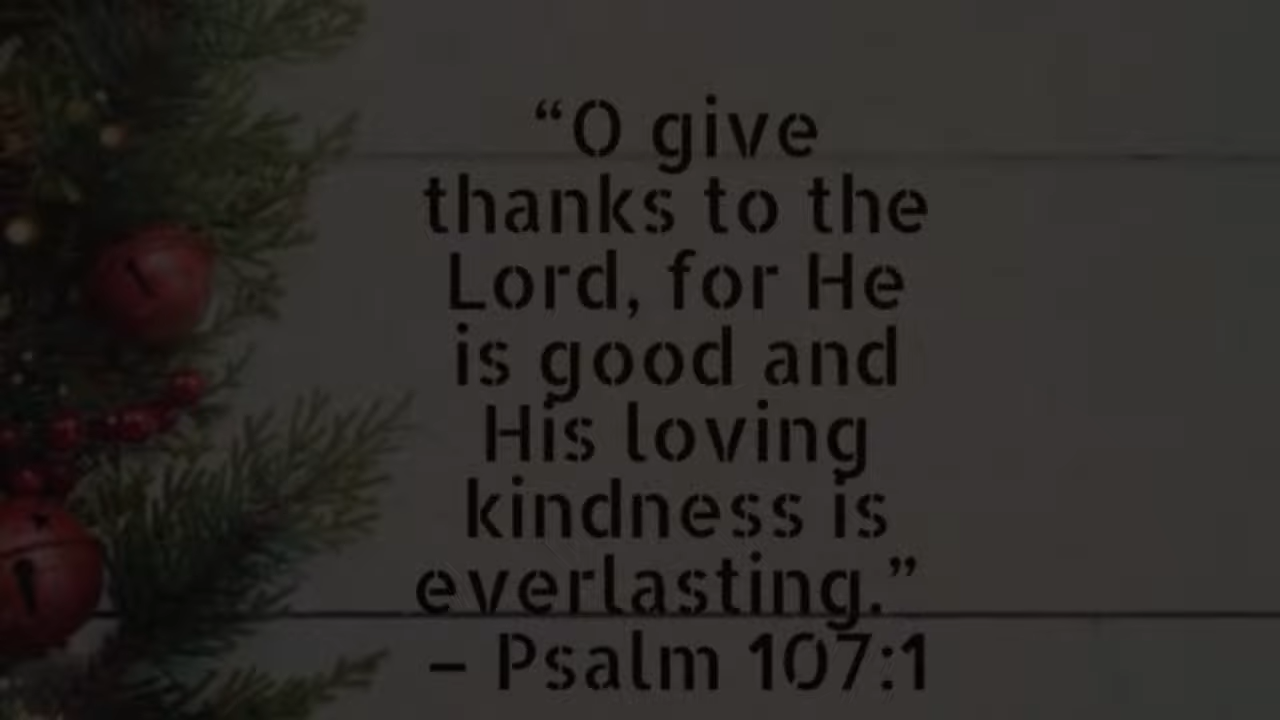 “O give
thanks to the
Lord, for He
is good and
His loving
kindness is
everlasting.”
– Psalm 107:1